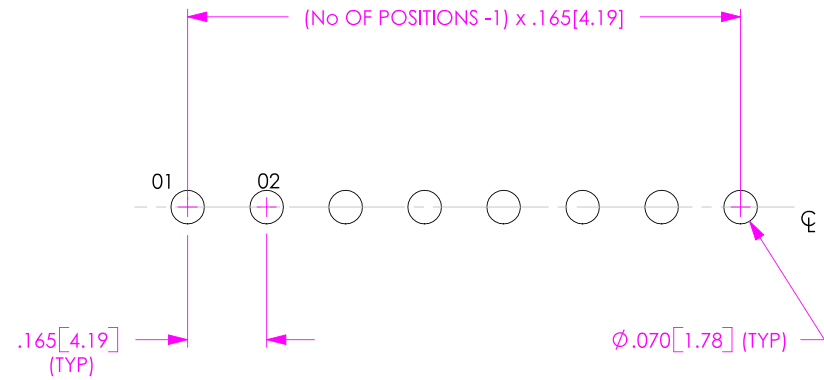 (No OF POSITIONS -1) x .165[4.19]
01
02
℄
.165[4.19]
(TYP)
Ø.070[1.78] (TYP)